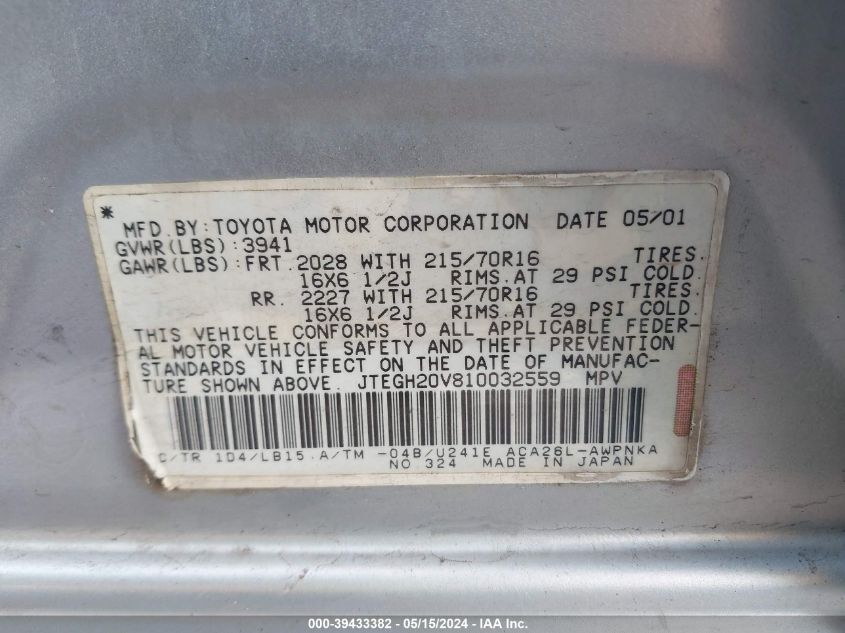 * MFD.BY:TOYOTA MOTOR CORPORATION DATE 05/01
GVWR(LBS):3941
GAWR(LBS):FRT.2028 WITH 215/70R16 TIRES.
16X6 1/2J RIMS.AT 29 PSI COLD.
RR. 2227 WITH 215/70R16 TIRES.
16X6 1/2J RIMS.AT 29 PSI COLD.
THIS VEHICLE CONFORMS TO ALL APPLICABLE FEDER-
AL MOTOR VEHICLE SAFETY AND THEFT PREVENTION
STANDARDS IN EFFECT ON THE DATE OF MANUFAC-
TURE SHOWN ABOVE. JTEGH20V810032559 MPV
C/TR 1D4/LB15.A/TM -04B/U241E ACA26L-AWPNKA
NO 324 MADE IN JAPAN
000-39433382 - 05/15/2024 - IAA Inc.